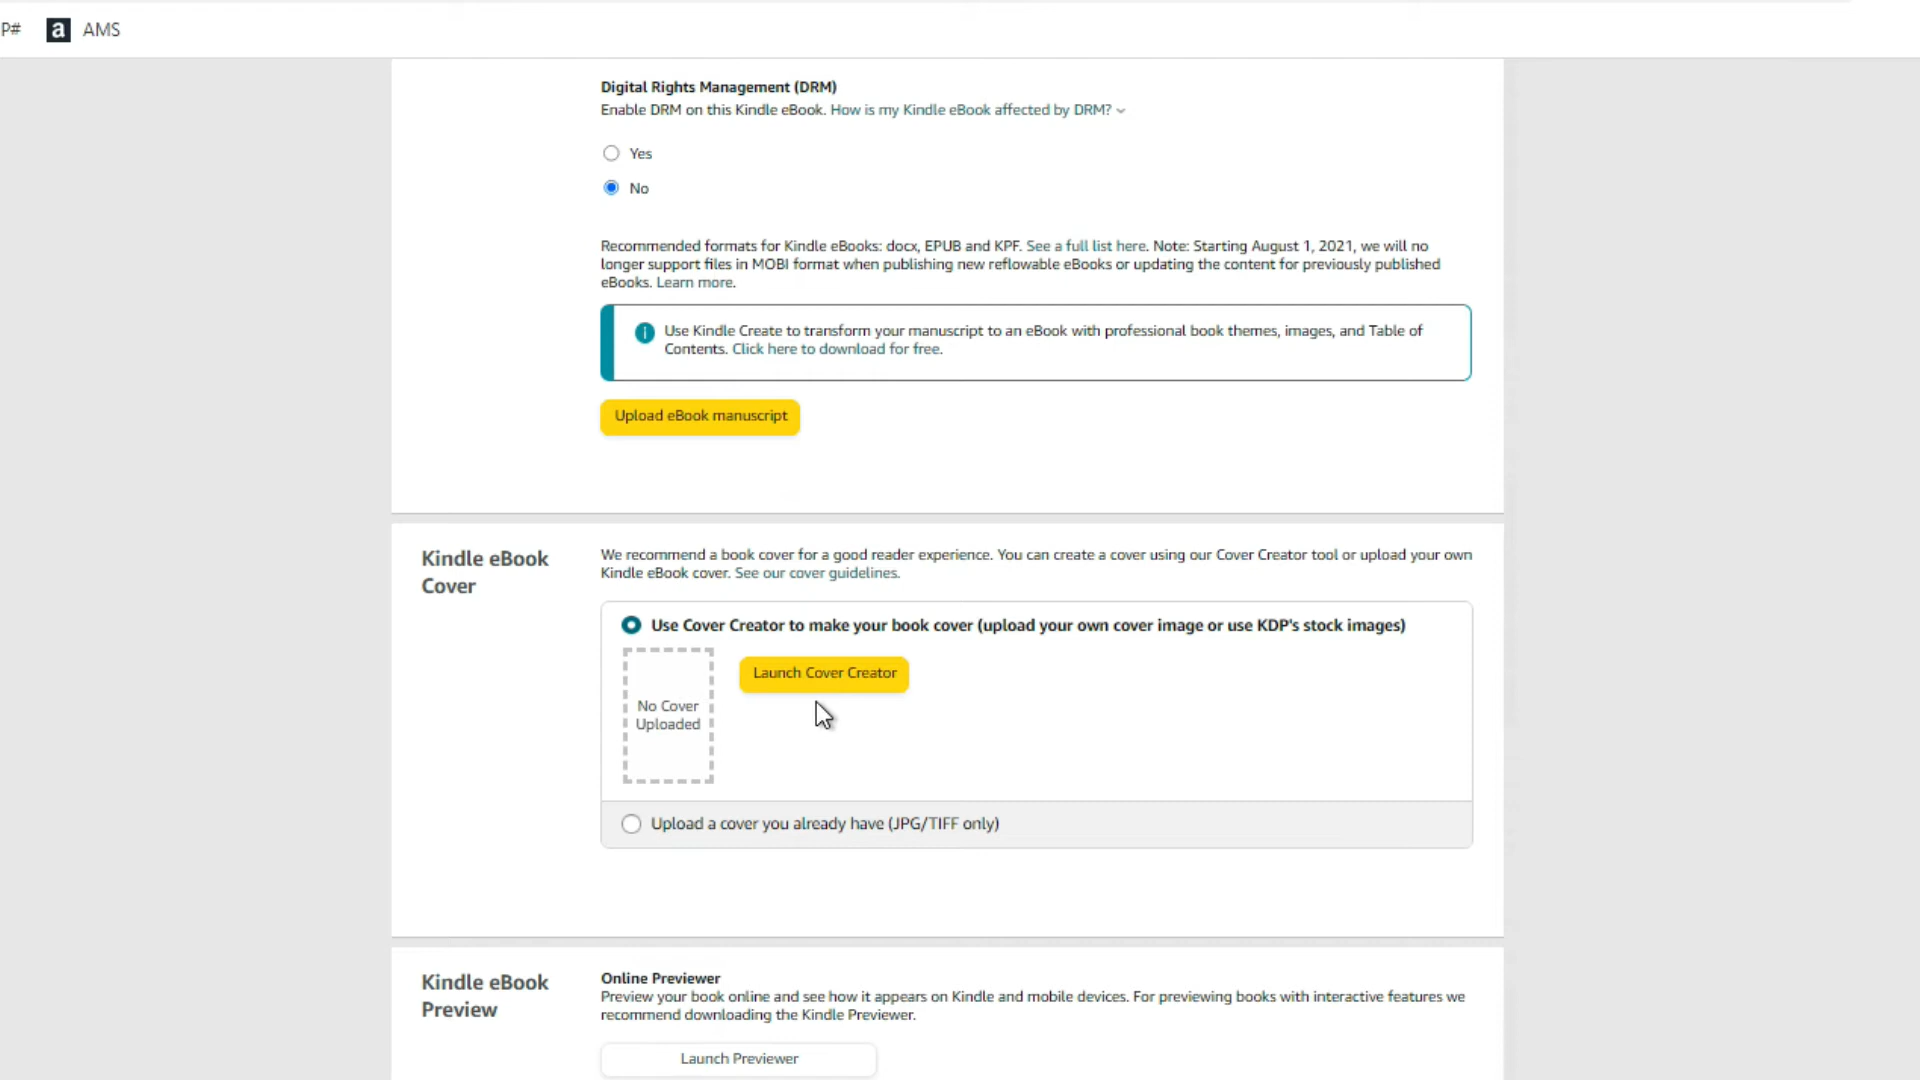 P# a AMS
Digital Rights Management (DRM)
Enable DRM on this Kindle eBook. How is my Kindle eBook affected by DRM?
Yes
No
Recommended formats for Kindle eBooks: docx, EPUB and KPF. See a full list here. Note: Starting August 1, 2021, we will no
longer support files in MOBI format when publishing new reflowable eBooks or updating the content for previously published
eBooks. Learn more.
i Use Kindle Create to transform your manuscript to an eBook with professional book themes, images, and Table of
Contents. Click here to download for free.
Upload eBook manuscript
Kindle eBook
Cover
We recommend a book cover for a good reader experience. You can create a cover using our Cover Creator tool or upload your own
Kindle eBook cover. See our cover guidelines.
Use Cover Creator to make your book cover (upload your own cover image or use KDP's stock images)
Launch Cover Creator
No Cover
Uploaded
Upload a cover you already have (JPG/TIFF only)
Kindle eBook
Preview
Online Previewer
Preview your book online and see how it appears on Kindle and mobile devices. For previewing books with interactive features we
recommend downloading the Kindle Previewer.
Launch Previewer